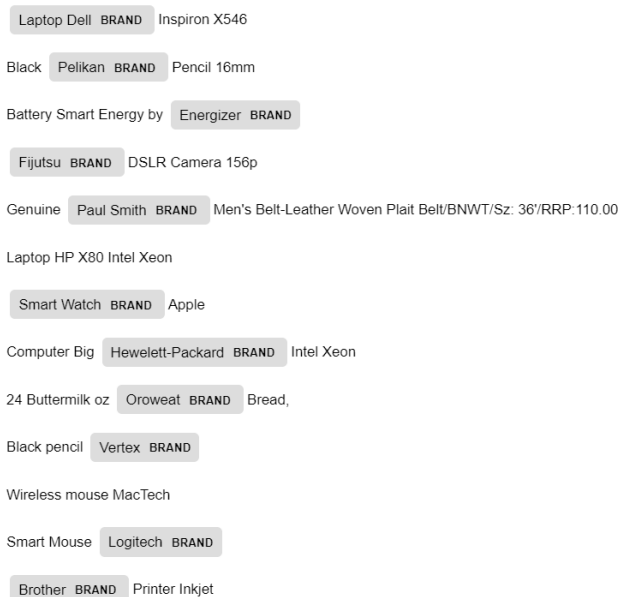 Laptop Dell BRAND Inspiron X546
Black Pelikan BRAND Pencil 16mm
Battery Smart Energy by Energizer BRAND
Fijutsu BRAND DSLR Camera 156p
Genuine Paul Smith BRAND Men's Belt-Leather Woven Plait Belt/BNWT/Sz: 36'/RRP:110.00
Laptop HP X80 Intel Xeon
Smart Watch BRAND Apple
Computer Big Hewelett-Packard BRAND Intel Xeon
24 Buttermilk oz Oroweat BRAND Bread,
Black pencil Vertex BRAND
Wireless mouse MacTech
Smart Mouse Logitech BRAND
Brother BRAND Printer Inkjet